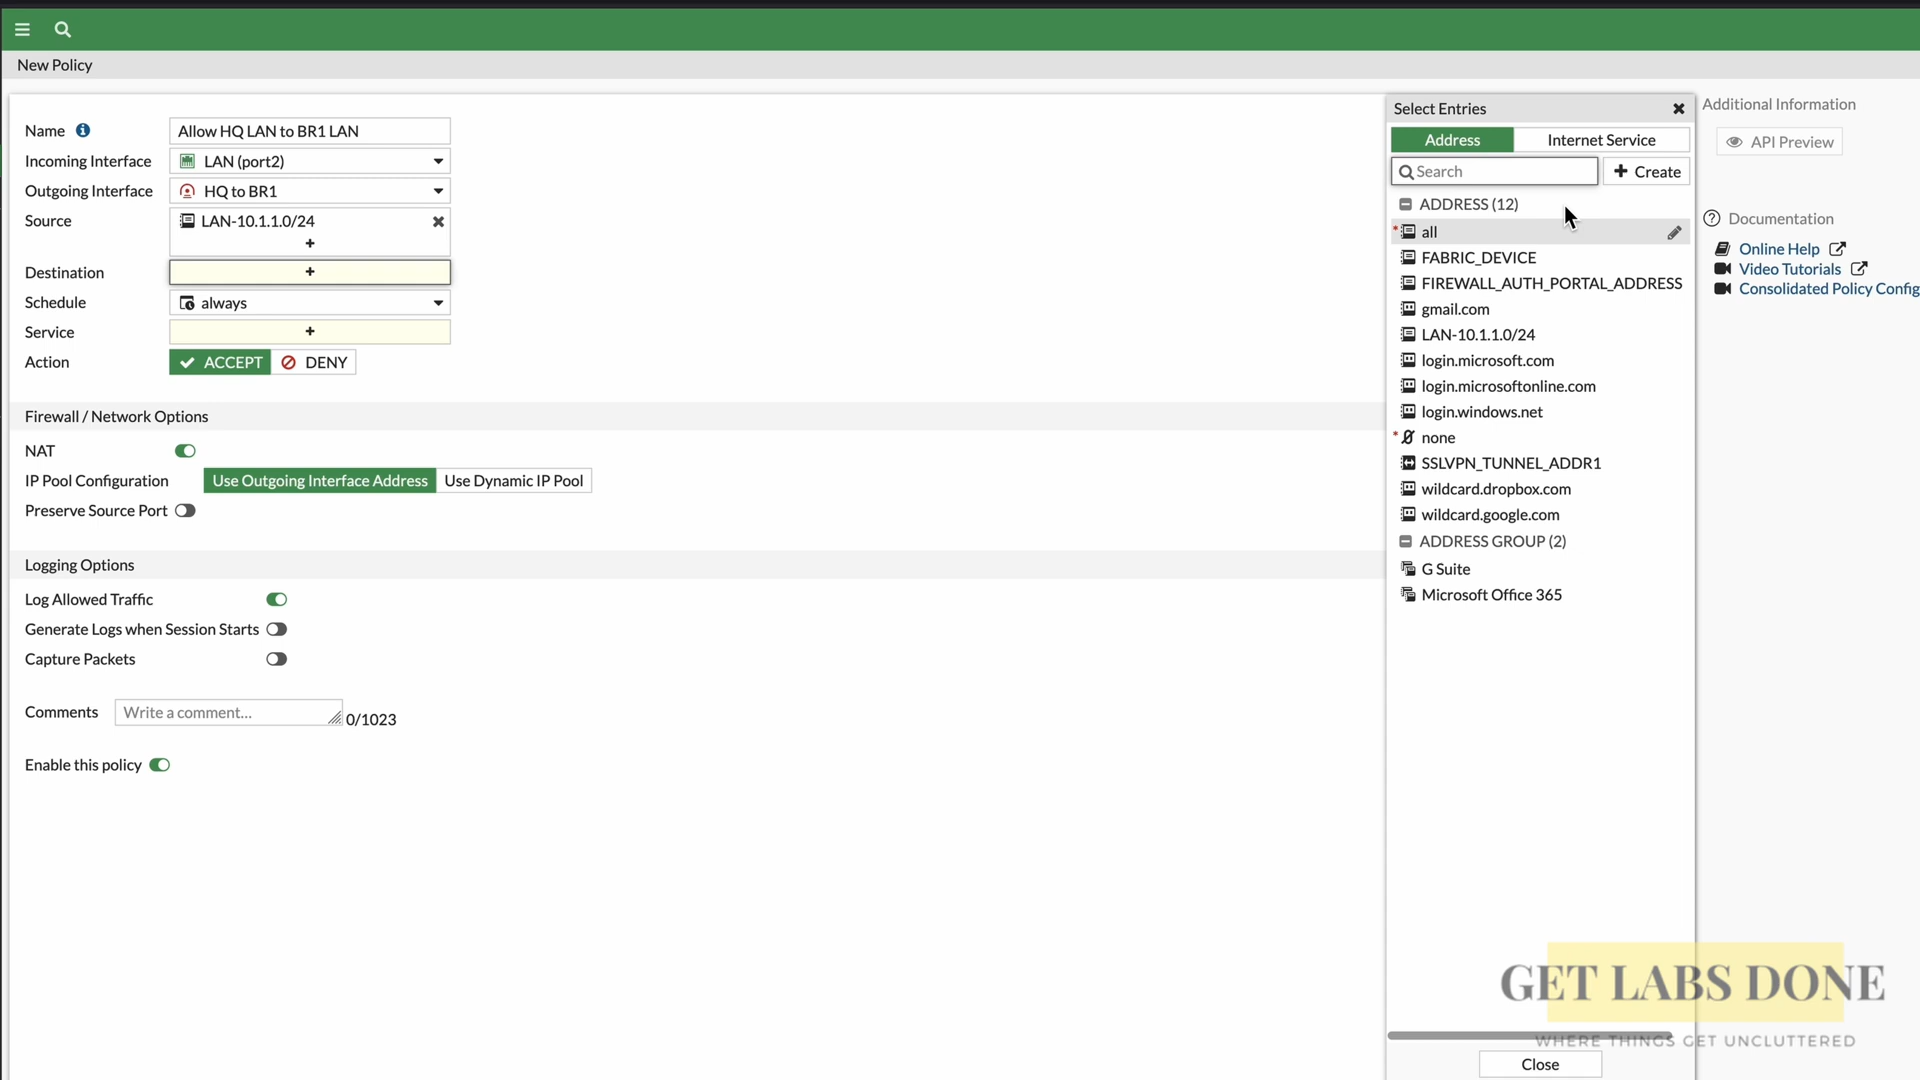 New Policy
Name
Allow HQ LAN to BR1 LAN
Incoming Interface
LAN (port2)
Outgoing Interface
HQ to BR1
Source
LAN-10.1.1.0/24
+
Destination
+
Schedule
always
Service
+
Action
ACCEPT
DENY
Firewall / Network Options
NAT
IP Pool Configuration
Use Outgoing Interface Address
Use Dynamic IP Pool
Preserve Source Port
Logging Options
Log Allowed Traffic
Generate Logs when Session Starts
Capture Packets
Comments
Write a comment...
0/1023
Enable this policy
Select Entries
Address
Internet Service
Search
+ Create
ADDRESS (12)
all
FABRIC_DEVICE
FIREWALL_AUTH_PORTAL_ADDRESS
gmail.com
LAN-10.1.1.0/24
login.microsoft.com
login.microsoftonline.com
login.windows.net
none
SSLVPN_TUNNEL_ADDR1
wildcard.dropbox.com
wildcard.google.com
ADDRESS GROUP (2)
G Suite
Microsoft Office 365
Close
Additional Information
API Preview
Documentation
Online Help
Video Tutorials
Consolidated Policy Config
GET LABS DONE
WHERE THINGS GET UNCLUTTERED